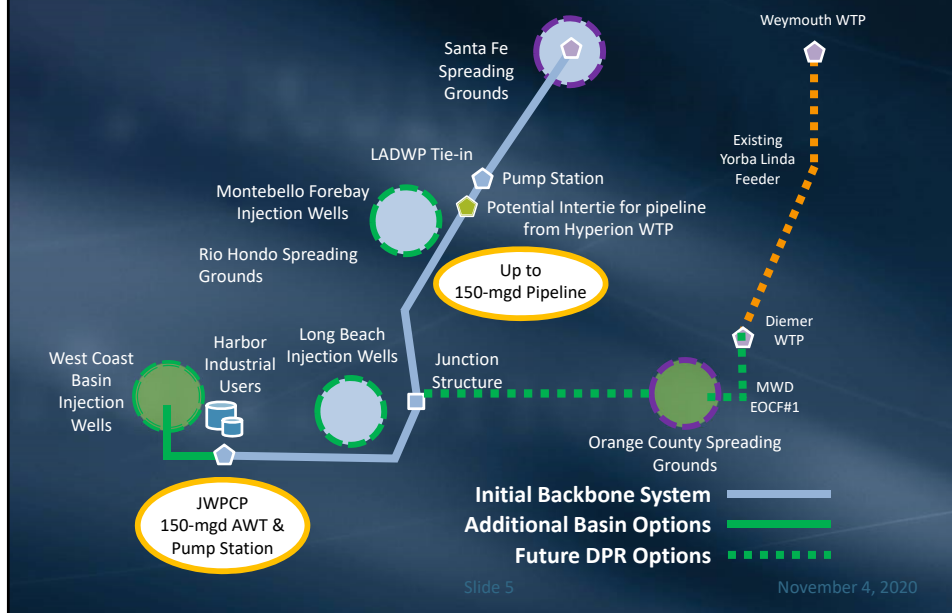 Weymouth WTP
Santa Fe
Spreading
Grounds
Existing
Yorba Linda
Feeder
LADWP Tie-in
Pump Station
Montebello Forebay
Injection Wells
Potential Intertie for pipeline
from Hyperion WTP
Rio Hondo Spreading
Grounds
Up to
150-mgd Pipeline
Diemer
WTP
Long Beach
Injection Wells
Harbor
Industrial
Users
West Coast
Basin
Injection
Wells
Junction
Structure
MWD
EOCF#1
Orange County Spreading
Grounds
JWPCP
150-mgd AWT &
Pump Station
Initial Backbone System
Additional Basin Options
Future DPR Options
Slide 5
November 4, 2020